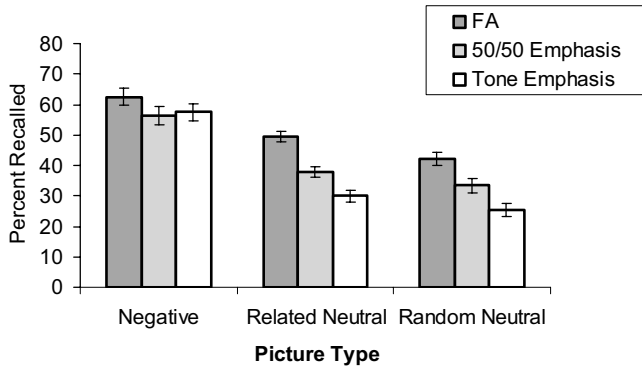 FA
50/50 Emphasis
Tone Emphasis
Percent Recalled
80
70
60
50
40
30
20
10
0
Negative
Related Neutral
Random Neutral
Picture Type